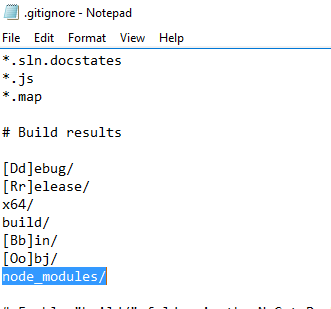 .gitignore - Notepad
File Edit Format View Help
*.sln.docstates
*.js
*.map
# Build results
[Dd]ebug/
[Rr]elease/
x64/
build/
[Bb]in/
[Oo]bj/
node_modules/